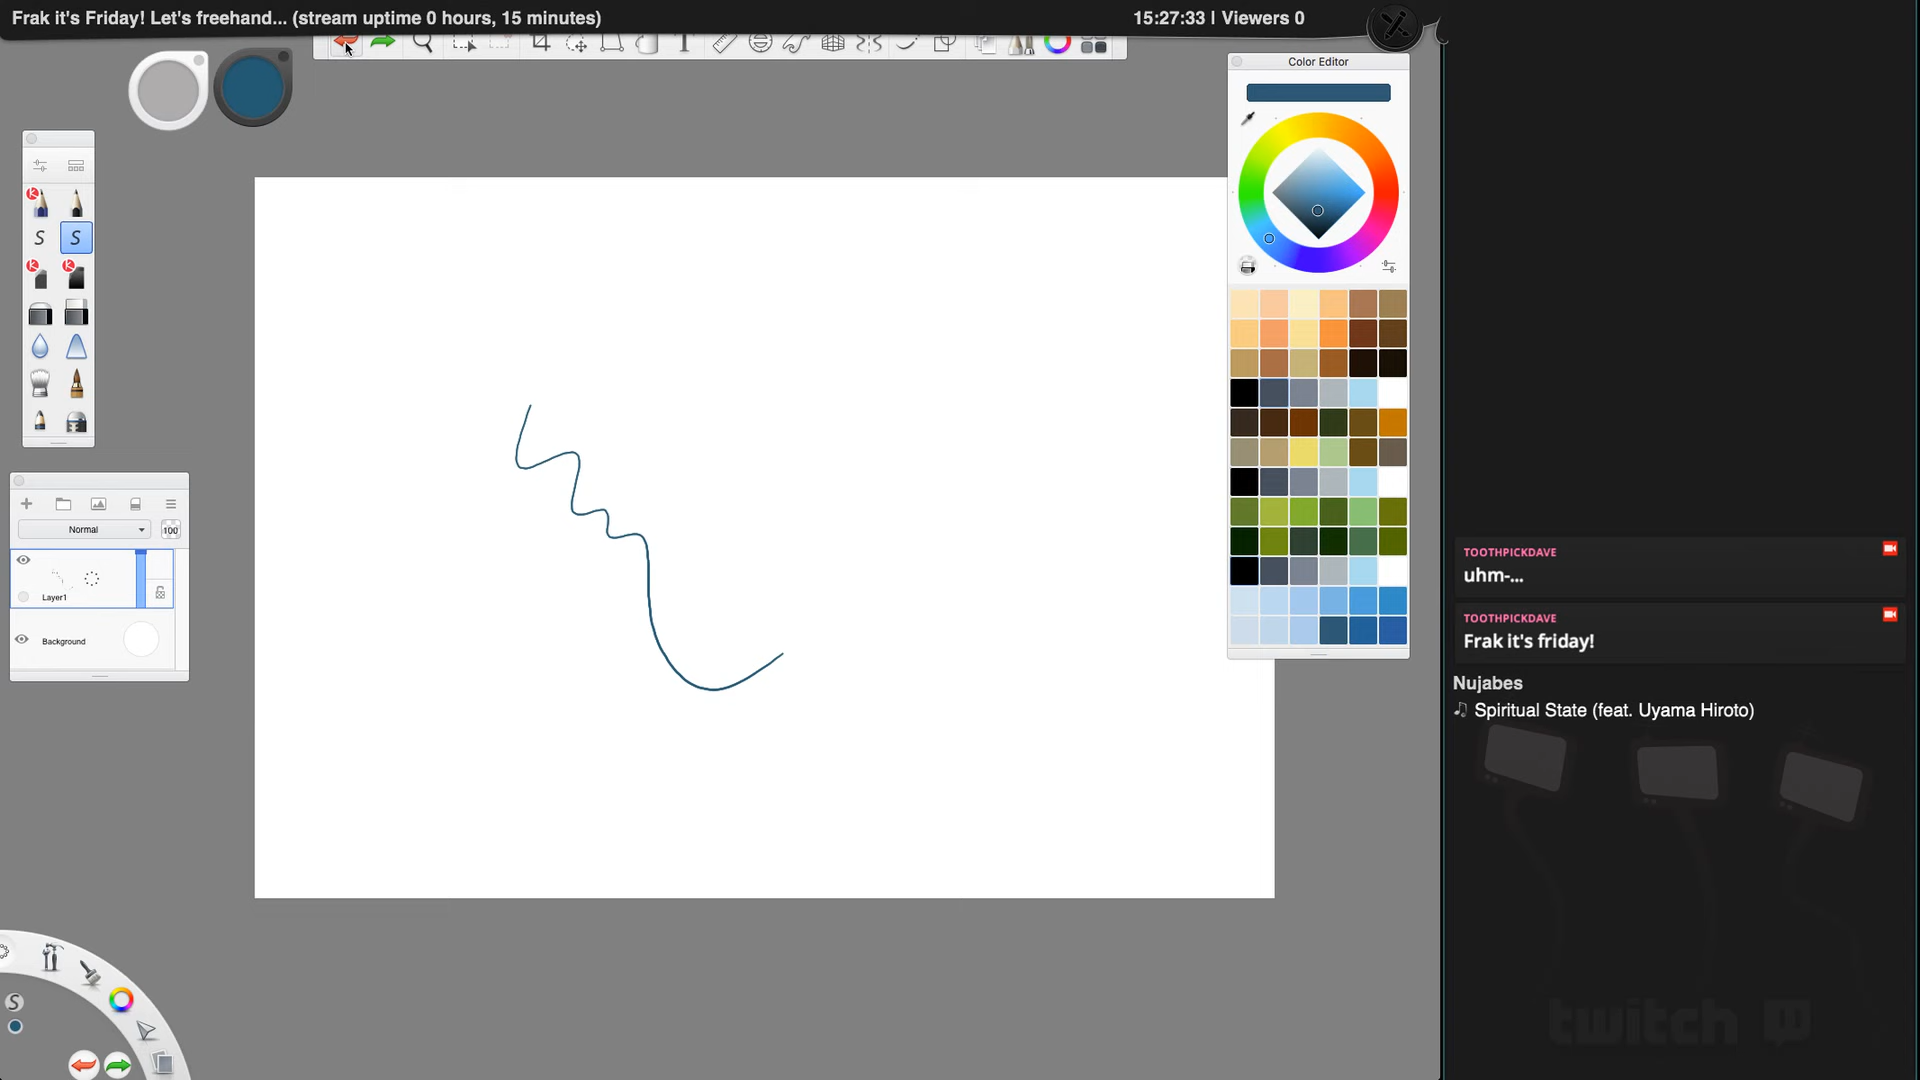 Frak it's Friday! Let's freehand... (stream uptime 0 hours, 15 minutes)
15:27:33 | Viewers 0
Color Editor
Normal
100
Layer1
Background
TOOTHPICKDAVE
uhm-...
TOOTHPICKDAVE
Frak it's friday!
Nujabes
Spiritual State (feat. Uyama Hiroto)
twitch